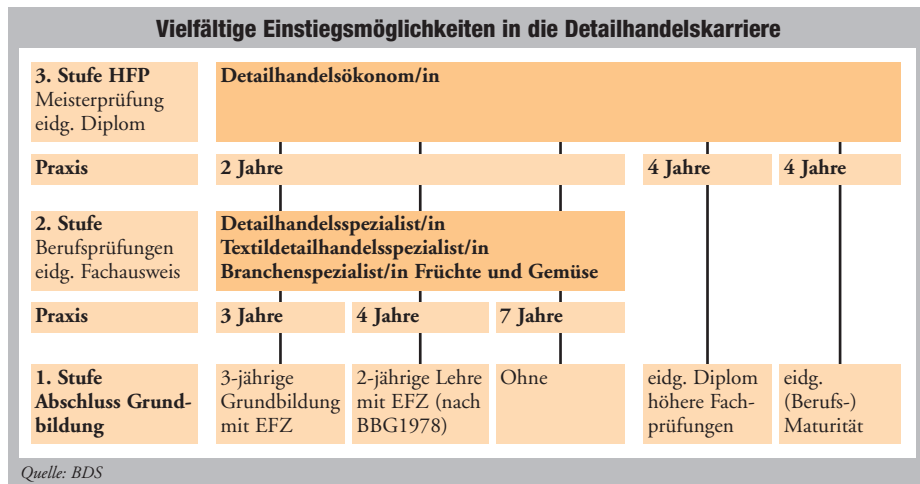 Vielfältige Einstiegsmöglichkeiten in die Detailhandelskarriere
3. Stufe HFP
Meisterprüfung
eidg. Diplom
Detailhandelsökonom/in
Praxis
2 Jahre
4 Jahre
4 Jahre
2. Stufe
Berufsprüfungen
eidg. Fachausweis
Detailhandelsspezialist/in
Textildetailhandelsspezialist/in
Branchenspezialist/in Früchte und Gemüse
Praxis
3 Jahre
4 Jahre
7 Jahre
1. Stufe
Abschluss Grund-
bildung
3-jährige
Grundbildung
mit EFZ
2-jährige Lehre
mit EFZ (nach
BBG1978)
Ohne
eidg. Diplom
höhere Fach-
prüfungen
eidg.
(Berufs-)
Maturität
Quelle: BDS